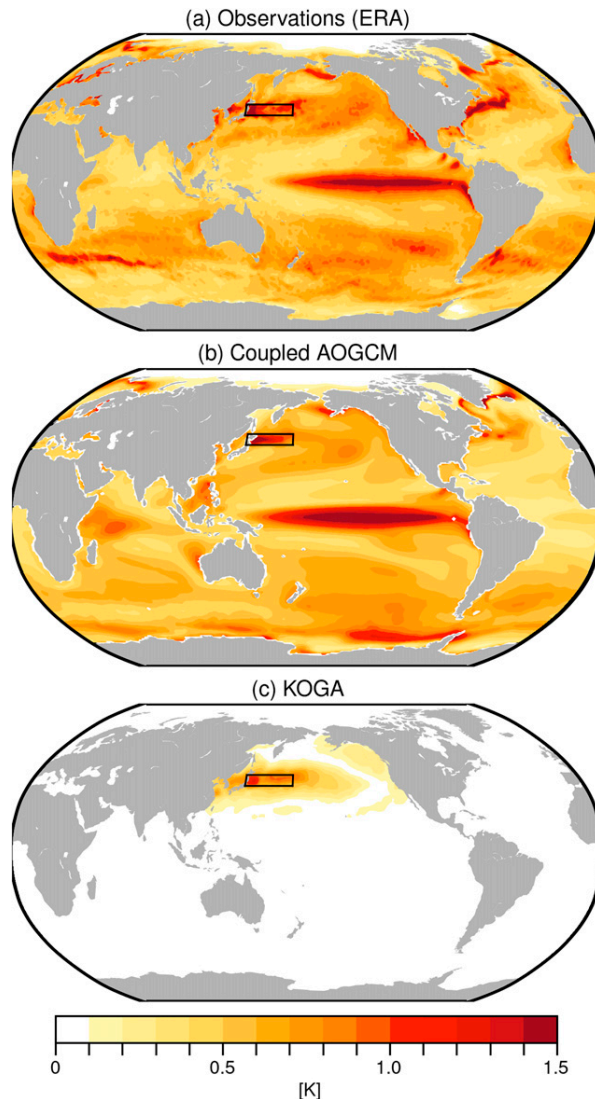 (a) Observations (ERA)
(b) Coupled AOGCM
(c) KOGA
0 0.5 1.0 1.5
[K]